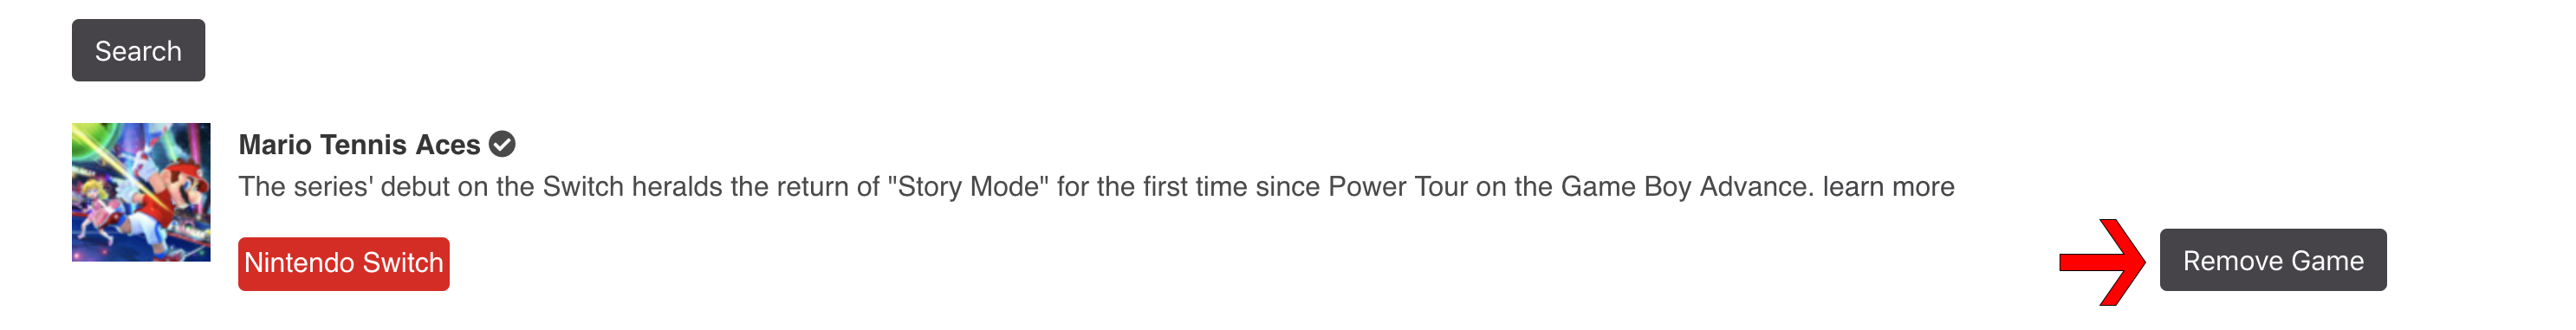 Search
Mario Tennis Aces
The series' debut on the Switch heralds the return of "Story Mode" for the first time since Power Tour on the Game Boy Advance. learn more
Nintendo Switch
Remove Game